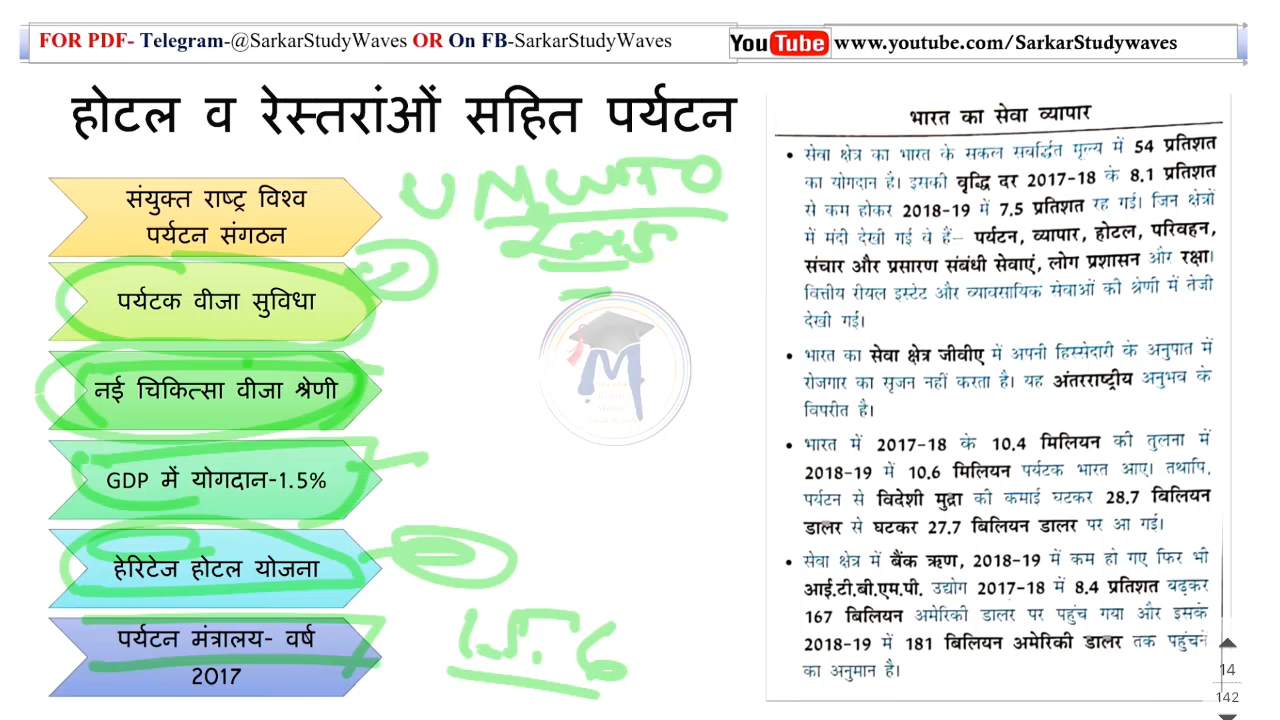 FOR PDF- Telegram-@SarkarStudyWaves OR On FB-SarkarStudyWaves
YouTube www.youtube.com/SarkarStudywaves
होटल व रेस्तरांओं सहित पर्यटन
संयुक्त राष्ट्र विश्व
पर्यटन संगठन
पर्यटक वीजा सुविधा
नई चिकित्सा वीजा श्रेणी
GDP में योगदान-1.5%
हेरिटेज होटल योजना
पर्यटन मंत्रालय- वर्ष
2017
15.6
M
भारत का सेवा व्यापार
• सेवा क्षेत्र का भारत के सकल सवर्द्धित मूल्य में 54 प्रतिशत
का योगदान है। इसकी वृद्धि दर 2017-18 के 8.1 प्रतिशत
से कम होकर 2018-19 में 7.5 प्रतिशत रह गई। जिन क्षेत्रों
में मंदी देखी गई वे हैं- पर्यटन, व्यापार, होटल, परिवहन,
संचार और प्रसारण संबंधी सेवाएं, लोग प्रशासन और रक्षा।
वित्तीय रीयल इस्टेट और व्यावसायिक सेवाओं की श्रेणी में तेजी
देखी गई।
• भारत का सेवा क्षेत्र जीवीए में अपनी हिस्सेदारी के अनुपात में
रोजगार का सृजन नहीं करता है। यह अंतरराष्ट्रीय अनुभव के
विपरीत है।
• भारत में 2017-18 के 10.4 मिलियन की तुलना में
2018-19 में 10.6 मिलियन पर्यटक भारत आए। तथापि,
पर्यटन से विदेशी मुद्रा की कमाई घटकर 28.7 बिलियन
डालर से घटकर 27.7 बिलियन डालर पर आ गई।
• सेवा क्षेत्र में बैंक ऋण, 2018-19 में कम हो गए फिर भी
आई.टी.बी.एम.पी. उद्योग 2017-18 में 8.4 प्रतिशत बढ़कर
167 बिलियन अमेरिकी डालर पर पहुंच गया और इसके
2018-19 में 181 बिलियन अमेरिकी डालर तक पहुंचने
का अनुमान है।
14
142